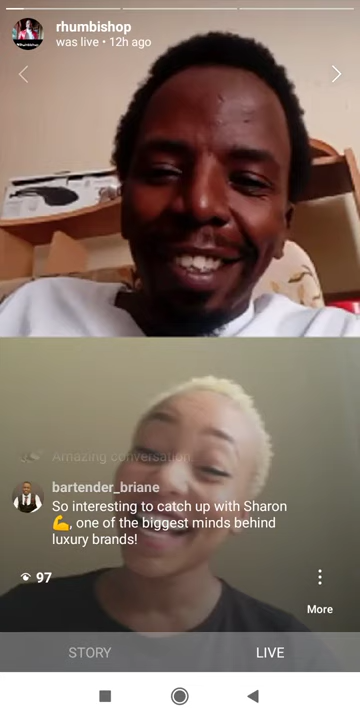 rhumbishop
was live • 12h ago
Amazing conversation
bartender_briane
So interesting to catch up with Sharon
💪, one of the biggest minds behind
luxury brands!
97
More
STORY
LIVE